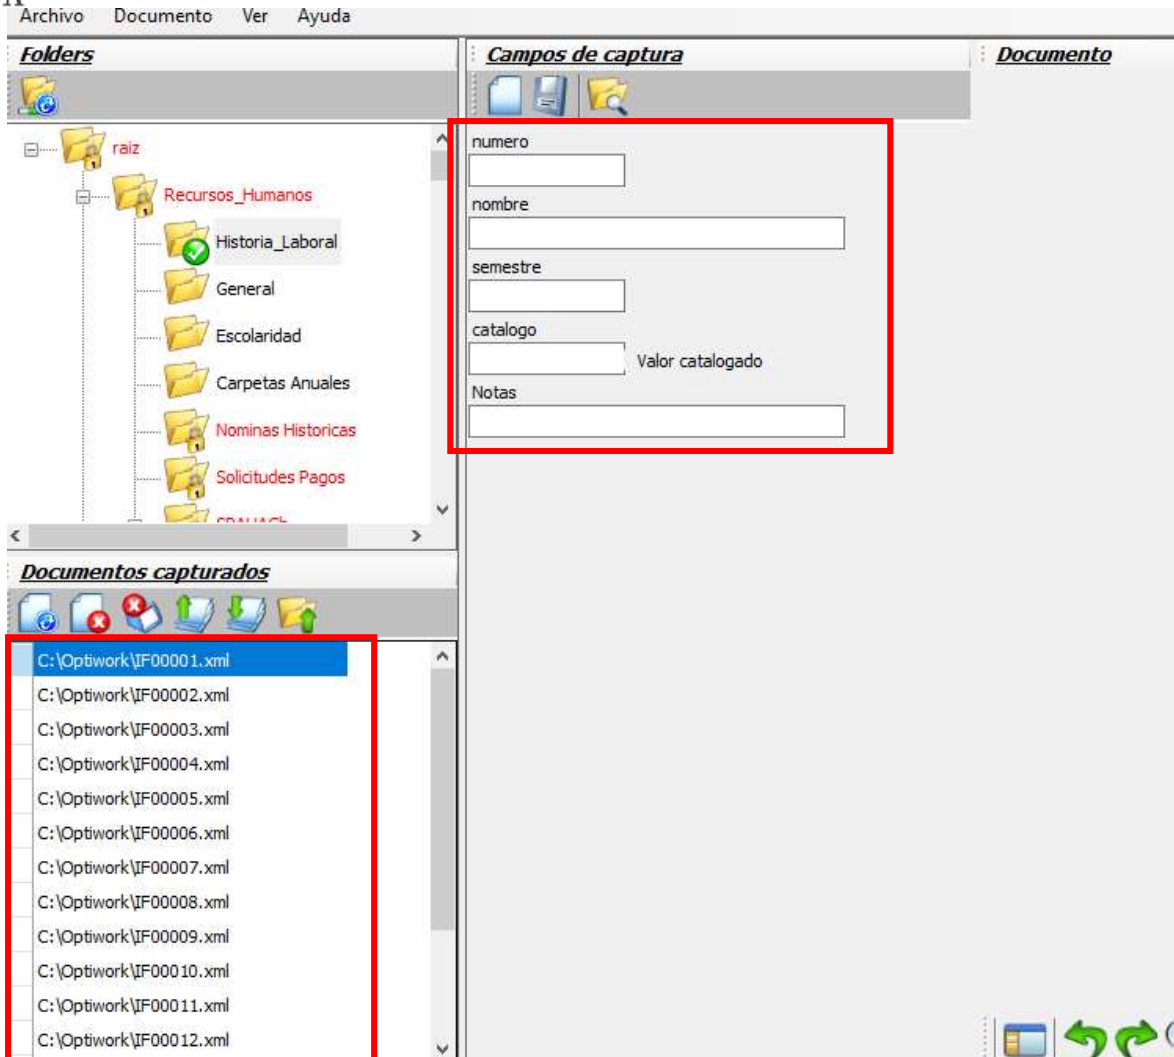 Archivo Documento Ver Ayuda
Folders
raiz
Recursos_Humanos
Historia_Laboral
General
Escolaridad
Carpetas Anuales
Nominas Historicas
Solicitudes Pagos
Campos de captura
numero
nombre
semestre
catalogo
Valor catalogado
Notas
Documento
Documentos capturados
C:\Optiwork\IF00001.xml
C:\Optiwork\IF00002.xml
C:\Optiwork\IF00003.xml
C:\Optiwork\IF00004.xml
C:\Optiwork\IF00005.xml
C:\Optiwork\IF00006.xml
C:\Optiwork\IF00007.xml
C:\Optiwork\IF00008.xml
C:\Optiwork\IF00009.xml
C:\Optiwork\IF00010.xml
C:\Optiwork\IF00011.xml
C:\Optiwork\IF00012.xml